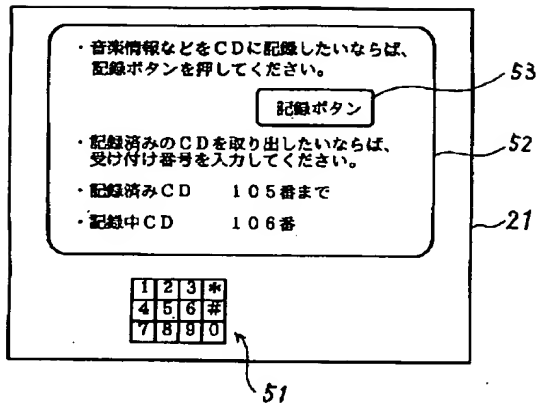 ・音楽情報などをCDに記録したいならば、
記録ボタンを押してください。
記録ボタン
53
・記録済みのCDを取り出したいならば、
受け付け番号を入力してください。
52
・記録済みCD 105番まで
・記録中CD 106番
21
1 2 3 *
4 5 6 #
7 8 9 0
51